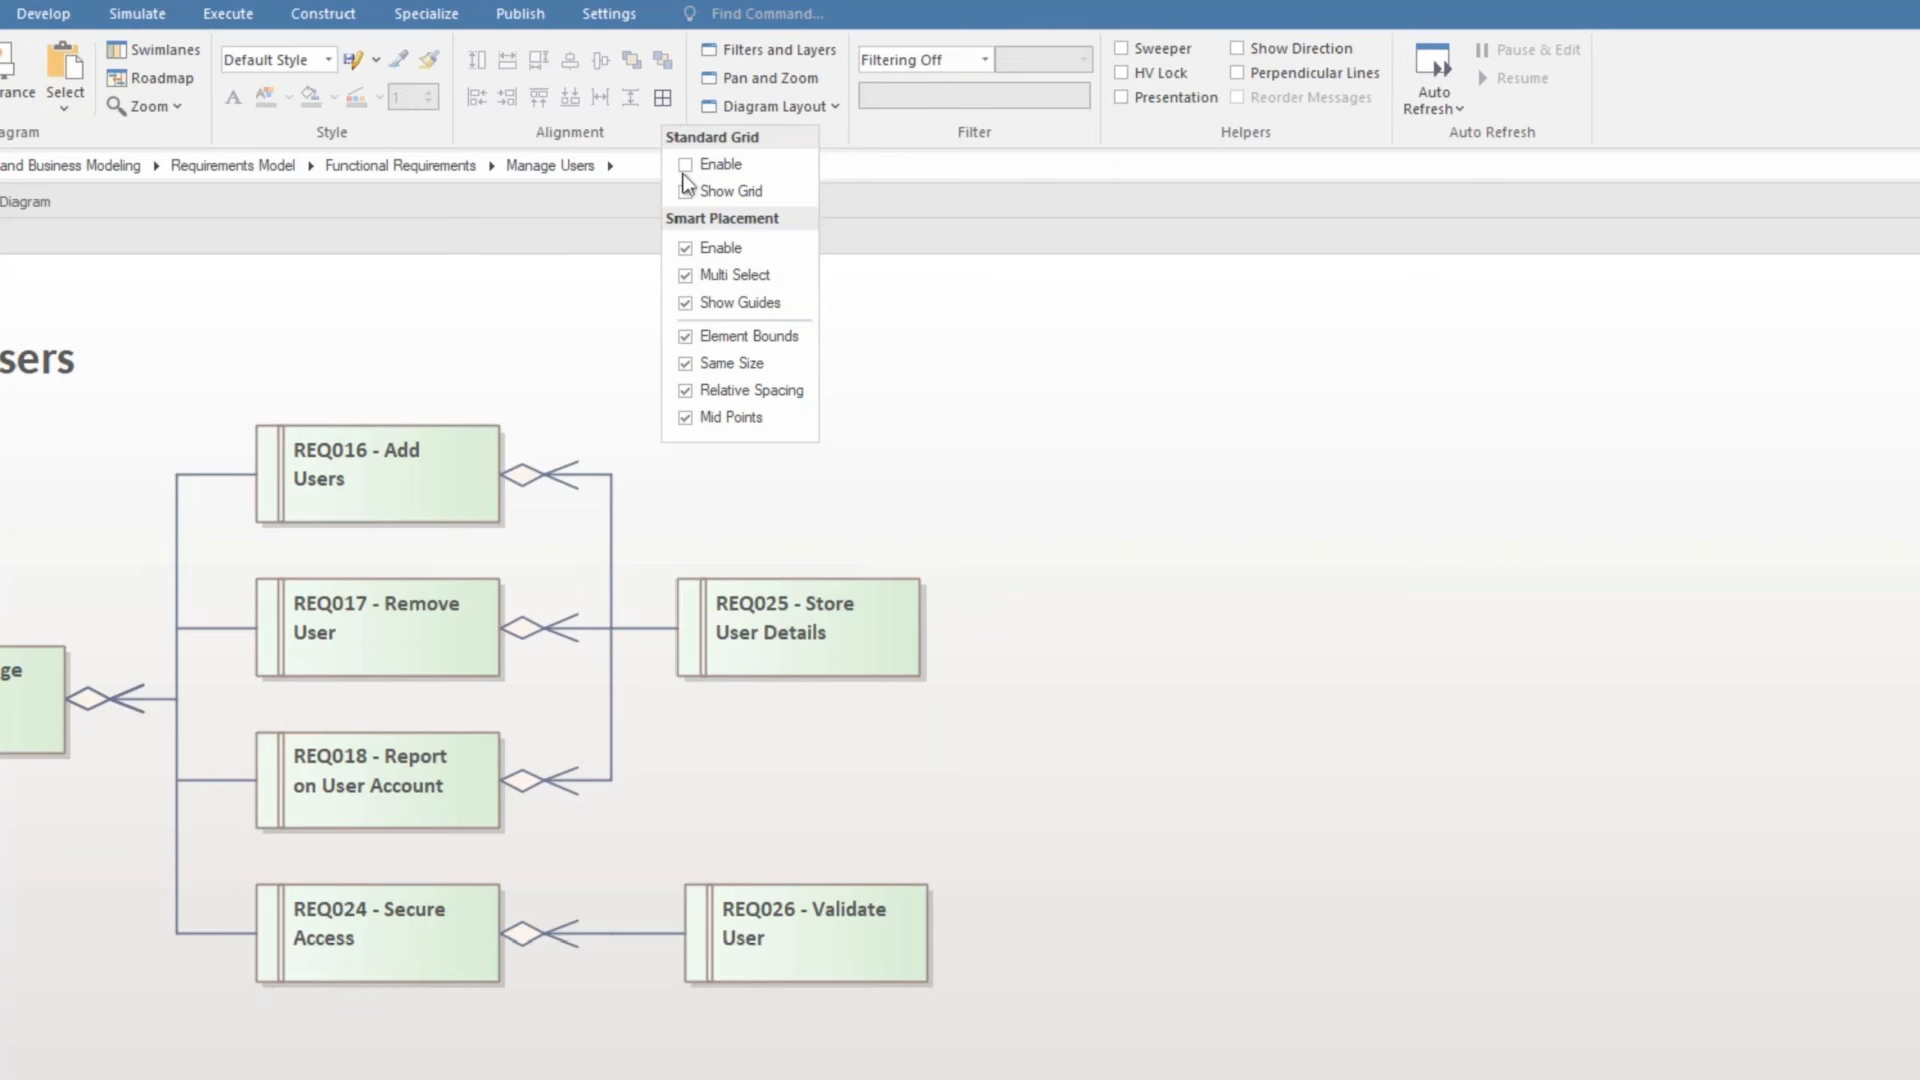 Develop Simulate Execute Construct Specialize Publish Settings Find Command...
Swimlanes Default Style Filters and Layers Filtering Off Sweeper Show Direction Pause & Edit
Roadmap Pan and Zoom HV Lock Perpendicular Lines Resume
rance Select Zoom 1 Diagram Layout Presentation Reorder Messages Auto
Refresh
agram Style Alignment Filter Helpers Auto Refresh
and Business Modeling Requirements Model Functional Requirements Manage Users
Diagram
Standard Grid
Enable
Show Grid
Smart Placement
Enable
Multi Select
Show Guides
Element Bounds
Same Size
Relative Spacing
Mid Points
sers
REQ016 - Add
Users
REQ017 - Remove
User
REQ025 - Store
User Details
ge
REQ018 - Report
on User Account
REQ024 - Secure
Access
REQ026 - Validate
User